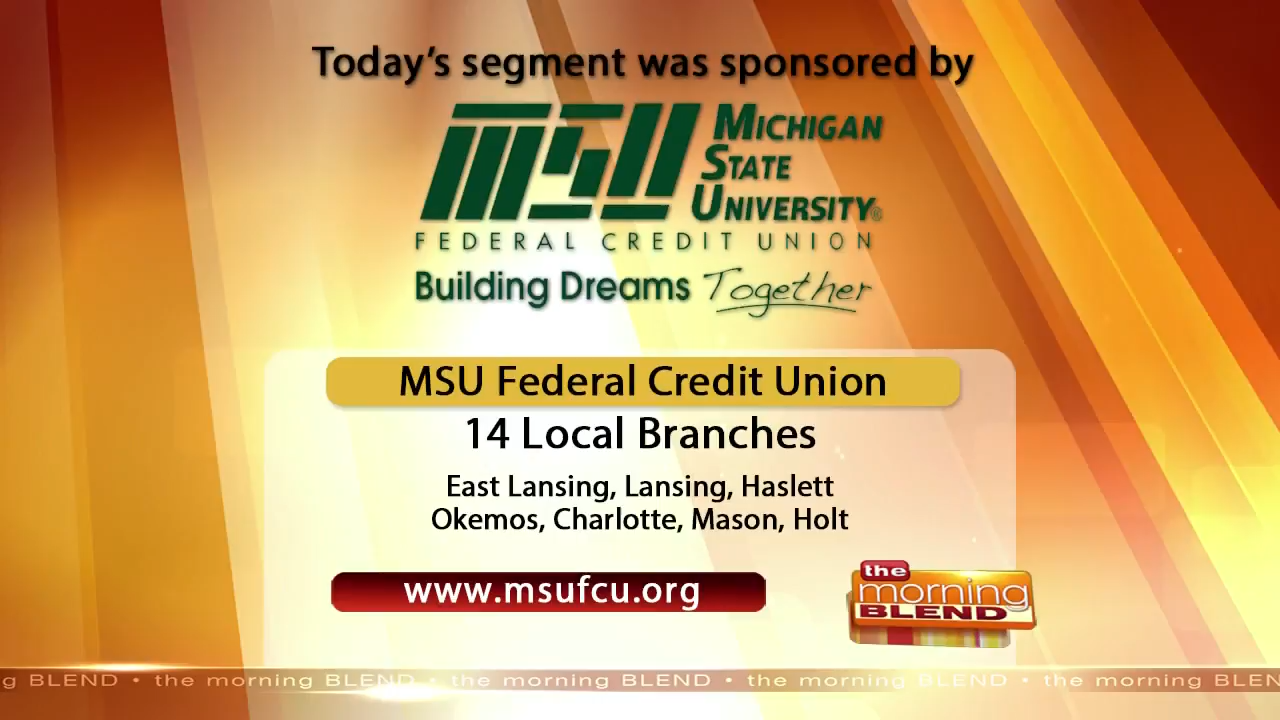 Today's segment was sponsored by
MSU
MICHIGAN
STATE
UNIVERSITY®
FEDERAL CREDIT UNION
Building Dreams Together
MSU Federal Credit Union
14 Local Branches
East Lansing, Lansing, Haslett
Okemos, Charlotte, Mason, Holt
www.msufcu.org
the
morning
BLEND
g BLEND • the morning BLEND • the morning BLEND • the morning BLEND • the morning BLEN